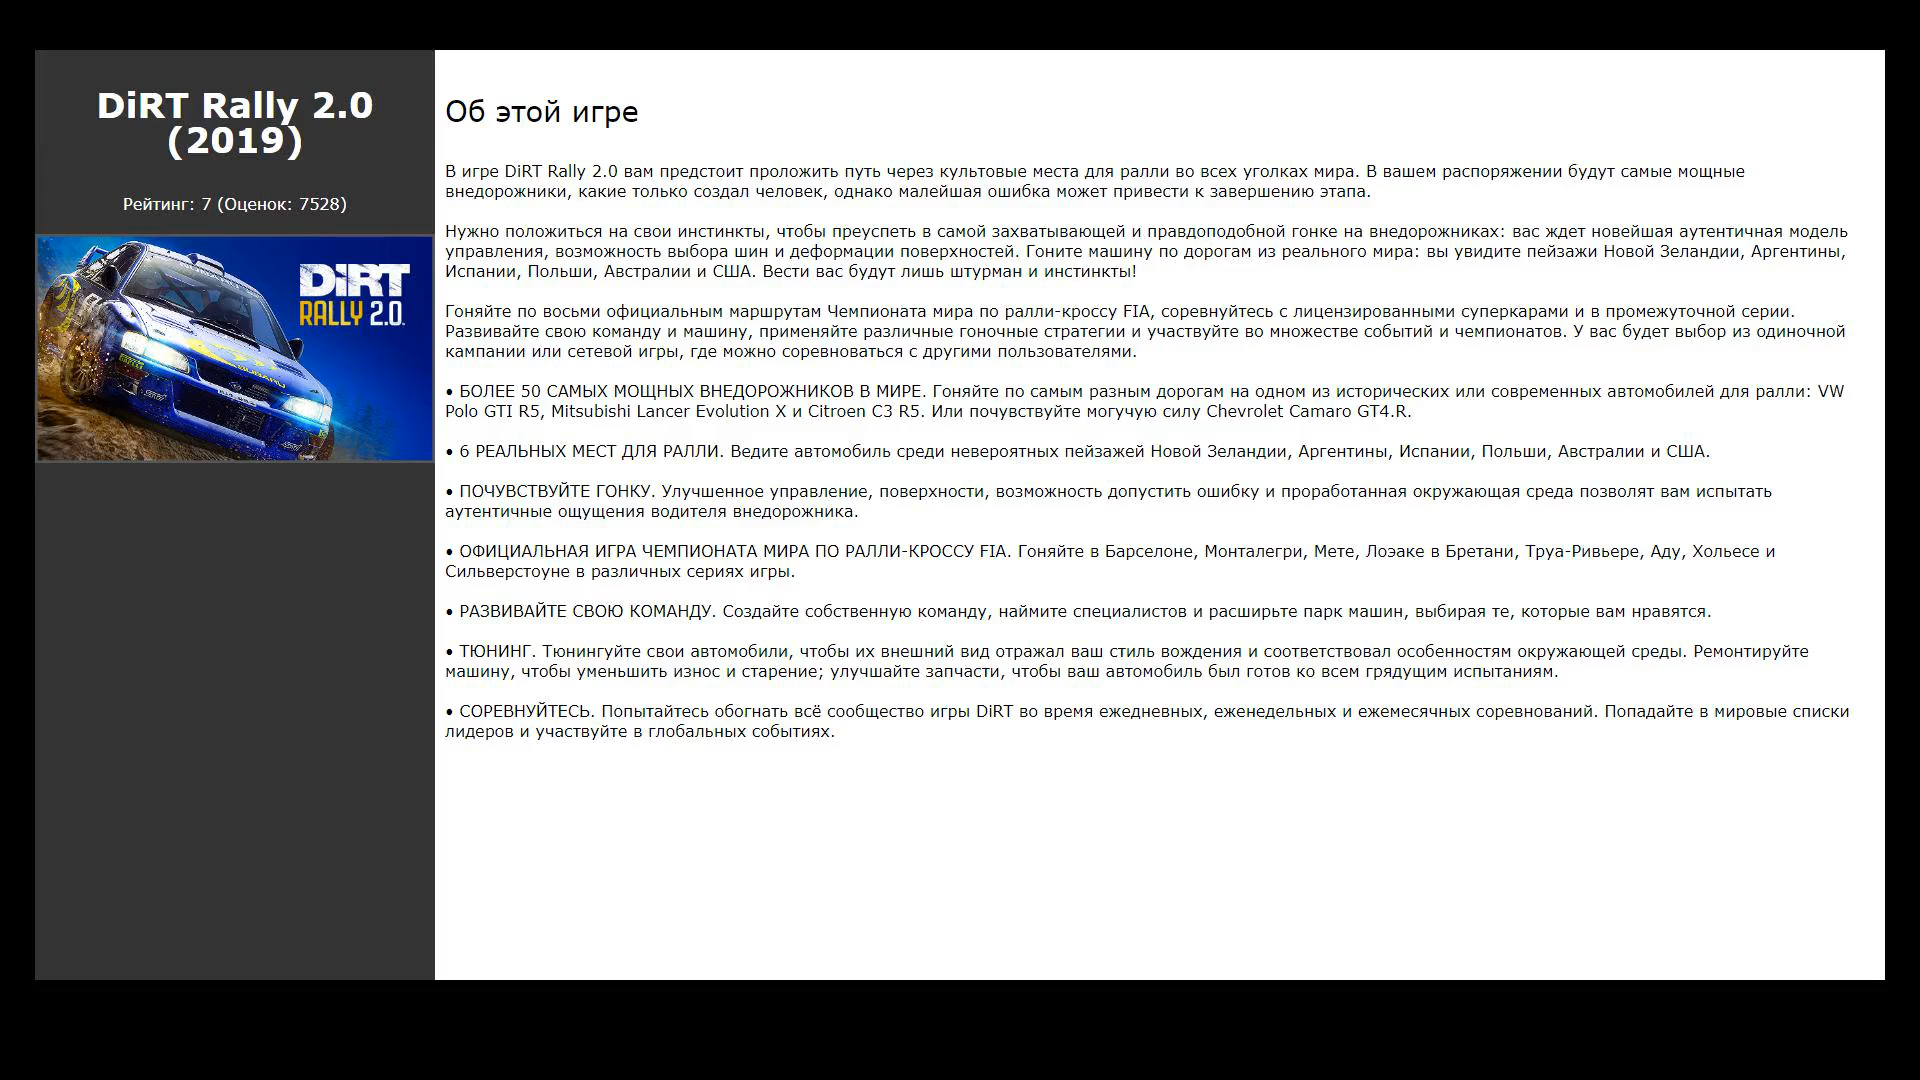 DiRT Rally 2.0
(2019)
Рейтинг: 7 (Оценок: 7528)
DiRT
RALLY 2.0.
SUBARU
Об этой игре
В игре DiRT Rally 2.0 вам предстоит проложить путь через культовые места для ралли во всех уголках мира. В вашем распоряжении будут самые мощные
внедорожники, какие только создал человек, однако малейшая ошибка может привести к завершению этапа.
Нужно положиться на свои инстинкты, чтобы преуспеть в самой захватывающей и правдоподобной гонке на внедорожниках: вас ждет новейшая аутентичная модель
управления, возможность выбора шин и деформации поверхностей. Гоните машину по дорогам из реального мира: вы увидите пейзажи Новой Зеландии, Аргентины,
Испании, Польши, Австралии и США. Вести вас будут лишь штурман и инстинкты!
Гоняйте по восьми официальным маршрутам Чемпионата мира по ралли-кроссу FIA, соревнуйтесь с лицензированными суперкарами и в промежуточной серии.
Развивайте свою команду и машину, применяйте различные гоночные стратегии и участвуйте во множестве событий и чемпионатов. У вас будет выбор из одиночной
кампании или сетевой игры, где можно соревноваться с другими пользователями.
• БОЛЕЕ 50 САМЫХ МОЩНЫХ ВНЕДОРОЖНИКОВ В МИРЕ. Гоняйте по самым разным дорогам на одном из исторических или современных автомобилей для ралли: VW
Polo GTI R5, Mitsubishi Lancer Evolution X и Citroen C3 R5. Или почувствуйте могучую силу Chevrolet Camaro GT4.R.
• 6 РЕАЛЬНЫХ МЕСТ ДЛЯ РАЛЛИ. Ведите автомобиль среди невероятных пейзажей Новой Зеландии, Аргентины, Испании, Польши, Австралии и США.
• ПОЧУВСТВУЙТЕ ГОНКУ. Улучшенное управление, поверхности, возможность допустить ошибку и проработанная окружающая среда позволят вам испытать
аутентичные ощущения водителя внедорожника.
• ОФИЦИАЛЬНАЯ ИГРА ЧЕМПИОНАТА МИРА ПО РАЛЛИ-КРОССУ FIA. Гоняйте в Барселоне, Монталегри, Мете, Лоэаке в Бретани, Труа-Ривьере, Аду, Хольесе и
Сильверстоуне в различных сериях игры.
• РАЗВИВАЙТЕ СВОЮ КОМАНДУ. Создайте собственную команду, наймите специалистов и расширьте парк машин, выбирая те, которые вам нравятся.
• ТЮНИНГ. Тюнингуйте свои автомобили, чтобы их внешний вид отражал ваш стиль вождения и соответствовал особенностям окружающей среды. Ремонтируйте
машину, чтобы уменьшить износ и старение; улучшайте запчасти, чтобы ваш автомобиль был готов ко всем грядущим испытаниям.
• СОРЕВНУЙТЕСЬ. Попытайтесь обогнать всё сообщество игры DiRT во время ежедневных, еженедельных и ежемесячных соревнований. Попадайте в мировые списки
лидеров и участвуйте в глобальных событиях.